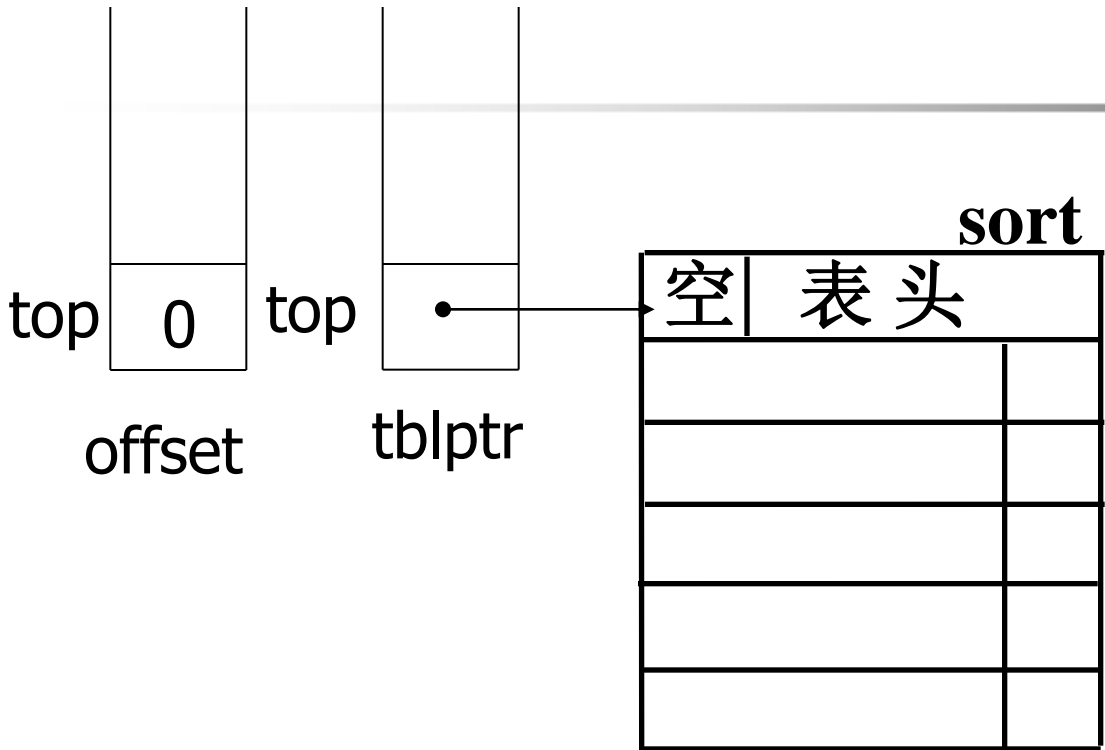 sort
空 表 头
top 0 top
offset tblptr